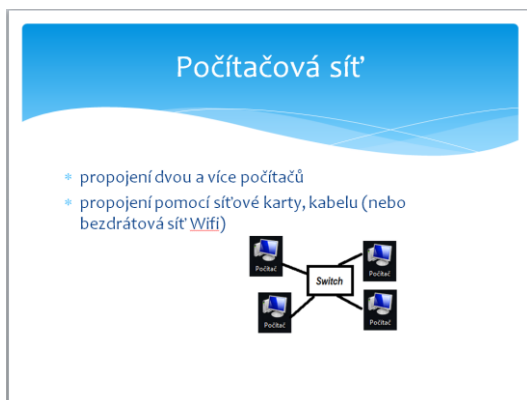 Počítačová síť
* propojení dvou a více počítačů
* propojení pomocí síťové karty, kabelu (nebo
bezdrátová síť Wifi)
Počítač
Počítač
Switch
Počítač
Počítač